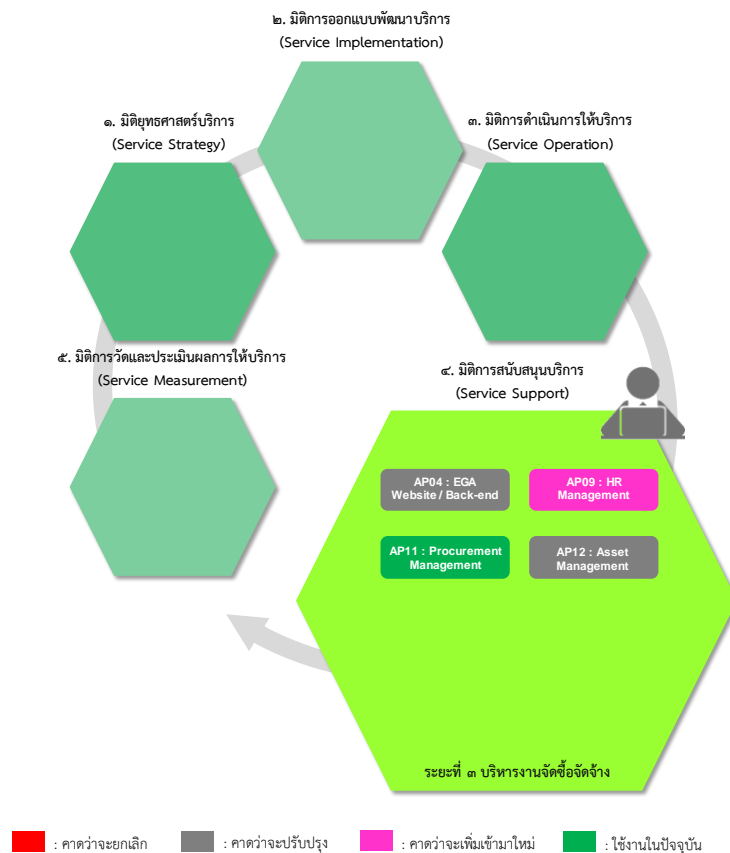 ๒. มิติการออกแบบพัฒนาบริการ
(Service Implementation)
๑. มิติยุทธศาสตร์บริการ
(Service Strategy)
๓. มิติการดำเนินการให้บริการ
(Service Operation)
๕. มิติการวัดและประเมินผลการให้บริการ
(Service Measurement)
๔. มิติการสนับสนุนบริการ
(Service Support)
AP04 : EGA
Website / Back-end
AP09 : HR
Management
AP11 : Procurement
Management
AP12 : Asset
Management
ระยะที่ ๓ บริหารงานจัดซื้อจัดจ้าง
: คาดว่าจะยกเลิก
: คาดว่าจะปรับปรุง
: คาดว่าจะเพิ่มเข้ามาใหม่
: ใช้งานในปัจจุบัน